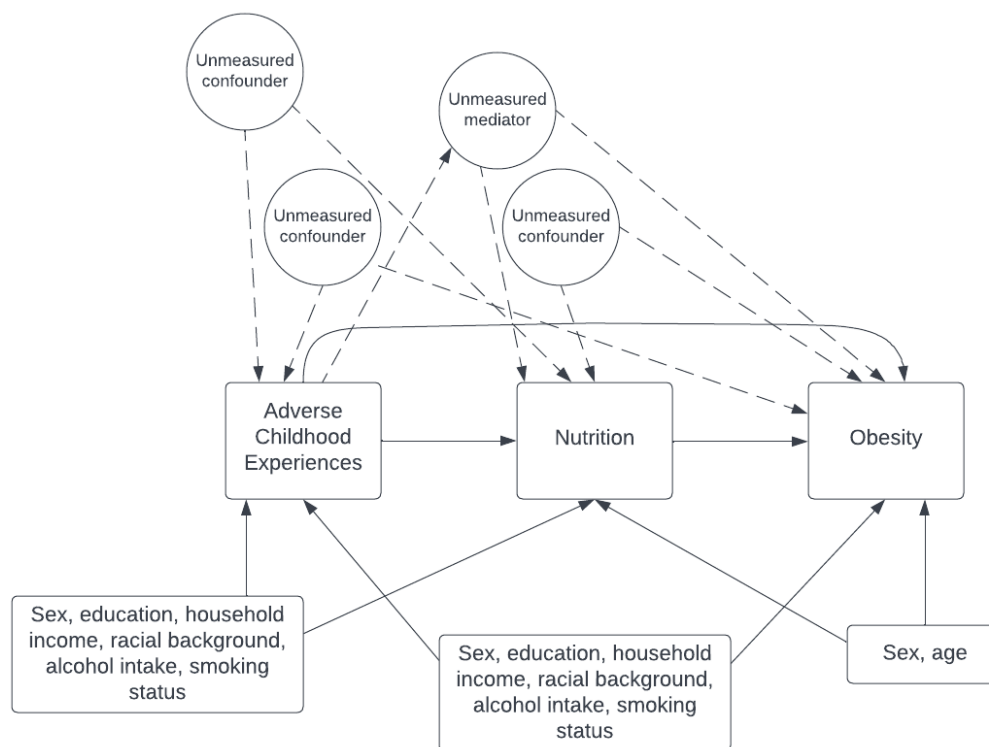 Unmeasured
confounder
Unmeasured
mediator
Unmeasured
confounder
Unmeasured
confounder
Adverse
Childhood
Experiences
Nutrition
Obesity
Sex, education, household
income, racial background,
alcohol intake, smoking
status
Sex, education, household
income, racial background,
alcohol intake, smoking
status
Sex, age